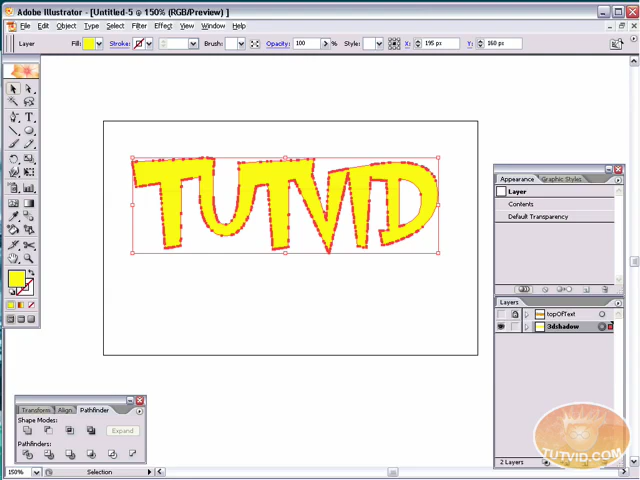 Adobe Illustrator - [Untitled-5 @ 150% (RGB/Preview) ]
File Edit Object Type Select Filter Effect View Window Help
Layer Fill: Stroke: Brush: Opacity: 100 % Style: X: 195 px Y: 160 px
TUTVID
Appearance Graphic Styles
Layer
Contents
Default Transparency
Layers
topOfText
3dshadow
Transform Align Pathfinder
Shape Modes:
Expand
Pathfinders:
TUTVID.COM
2 Layers
150% Selection